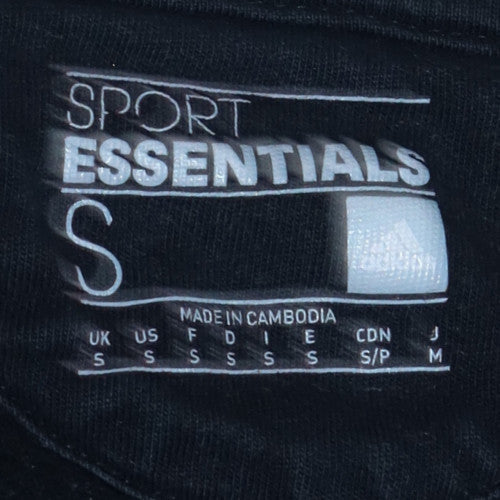 SPORT
ESSENTIALS
S
MADE IN CAMBODIA
UK US F D I E CDN J
S S S S S S S/P M